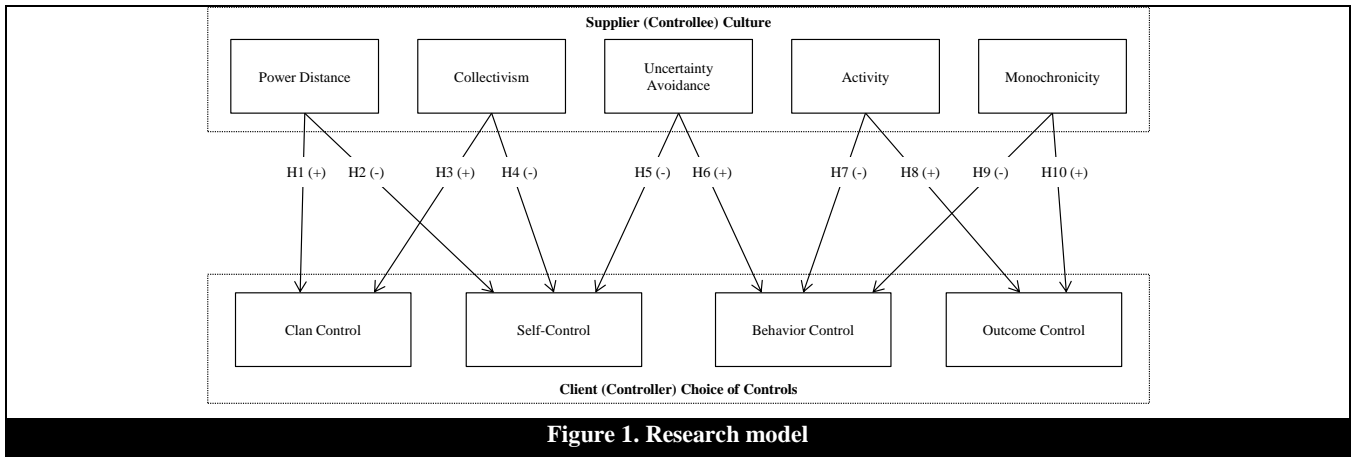 Supplier (Controllee) Culture
Power Distance
Collectivism
Uncertainty
Avoidance
Activity
Monochronicity
H1 (+)
H2 (-)
H3 (+)
H4 (-)
H5 (-)
H6 (+)
H7 (-)
H8 (+)
H9 (-)
H10 (+)
Clan Control
Self-Control
Behavior Control
Outcome Control
Client (Controller) Choice of Controls
Figure 1. Research model